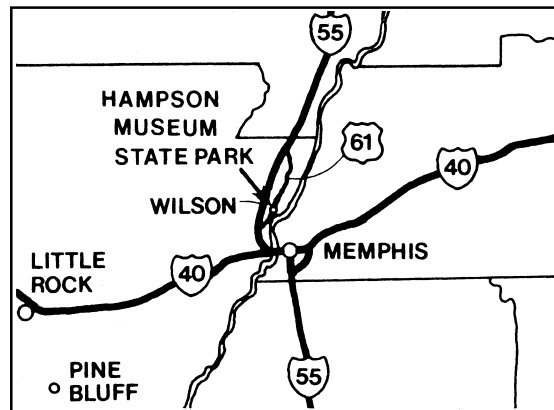 55
HAMPSON
MUSEUM
STATE PARK
61
40
WILSON
MEMPHIS
LITTLE
ROCK
40
PINE
BLUFF
55